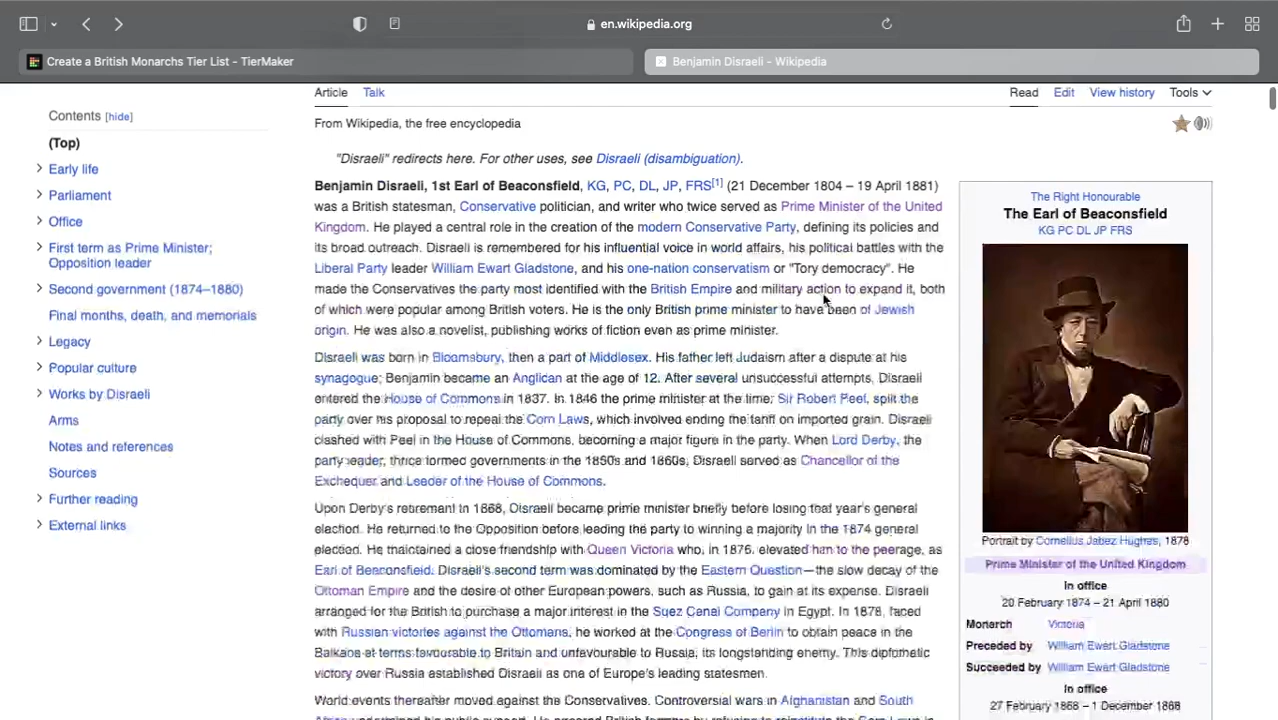 en.wikipedia.org
Create a British Monarchs Tier List - TierMaker
Benjamin Disraeli - Wikipedia
Contents [hide]
(Top)
Early life
Parliament
Office
First term as Prime Minister;
Opposition leader
Second government (1874–1880)
Final months, death, and memorials
Legacy
Popular culture
Works by Disraeli
Arms
Notes and references
Sources
Further reading
External links
Article Talk
Read Edit View history Tools
From Wikipedia, the free encyclopedia
"Disraeli" redirects here. For other uses, see Disraeli (disambiguation).
Benjamin Disraeli, 1st Earl of Beaconsfield, KG, PC, DL, JP, FRS[1] (21 December 1804 – 19 April 1881)
was a British statesman, Conservative politician, and writer who twice served as Prime Minister of the United
Kingdom. He played a central role in the creation of the modern Conservative Party, defining its policies and
its broad outreach. Disraeli is remembered for his influential voice in world affairs, his political battles with the
Liberal Party leader William Ewart Gladstone, and his one-nation conservatism or "Tory democracy". He
made the Conservatives the party most identified with the British Empire and military action to expand it, both
of which were popular among British voters. He is the only British prime minister to have been of Jewish
origin. He was also a novelist, publishing works of fiction even as prime minister.
Disraeli was born in Bloomsbury, then a part of Middlesex. His father left Judaism after a dispute at his
synagogue; Benjamin became an Anglican at the age of 12. After several unsuccessful attempts, Disraeli
entered the House of Commons in 1837. In 1846 the prime minister at the time, Sir Robert Peel, split the
party over his proposal to repeal the Corn Laws, which involved ending the tariff on imported grain. Disraeli
clashed with Peel in the House of Commons, becoming a major figure in the party. When Lord Derby, the
party leader, thrice formed governments in the 1850s and 1860s, Disraeli served as Chancellor of the
Exchequer and Leader of the House of Commons.
Upon Derby's retirement in 1868, Disraeli became prime minister briefly before losing that year's general
election. He returned to the Opposition before leading the party to winning a majority in the 1874 general
election. He maintained a close friendship with Queen Victoria who, in 1876, elevated him to the peerage, as
Earl of Beaconsfield. Disraeli's second term was dominated by the Eastern Question—the slow decay of the
Ottoman Empire and the desire of other European powers, such as Russia, to gain at its expense. Disraeli
arranged for the British to purchase a major interest in the Suez Canal Company in Egypt. In 1878, faced
with Russian victories against the Ottomans, he worked at the Congress of Berlin to obtain peace in the
Balkans at terms favourable to Britain and unfavourable to Russia, its longstanding enemy. This diplomatic
victory over Russia established Disraeli as one of Europe's leading statesmen.
World events thereafter moved against the Conservatives. Controversial wars in Afghanistan and South
The Right Honourable
The Earl of Beaconsfield
KG PC DL JP FRS
Portrait by Cornelius Jabez Hughes, 1878
Prime Minister of the United Kingdom
In office
20 February 1874 – 21 April 1880
Monarch Victoria
Preceded by William Ewart Gladstone
Succeeded by William Ewart Gladstone
In office
27 February 1868 – 1 December 1868